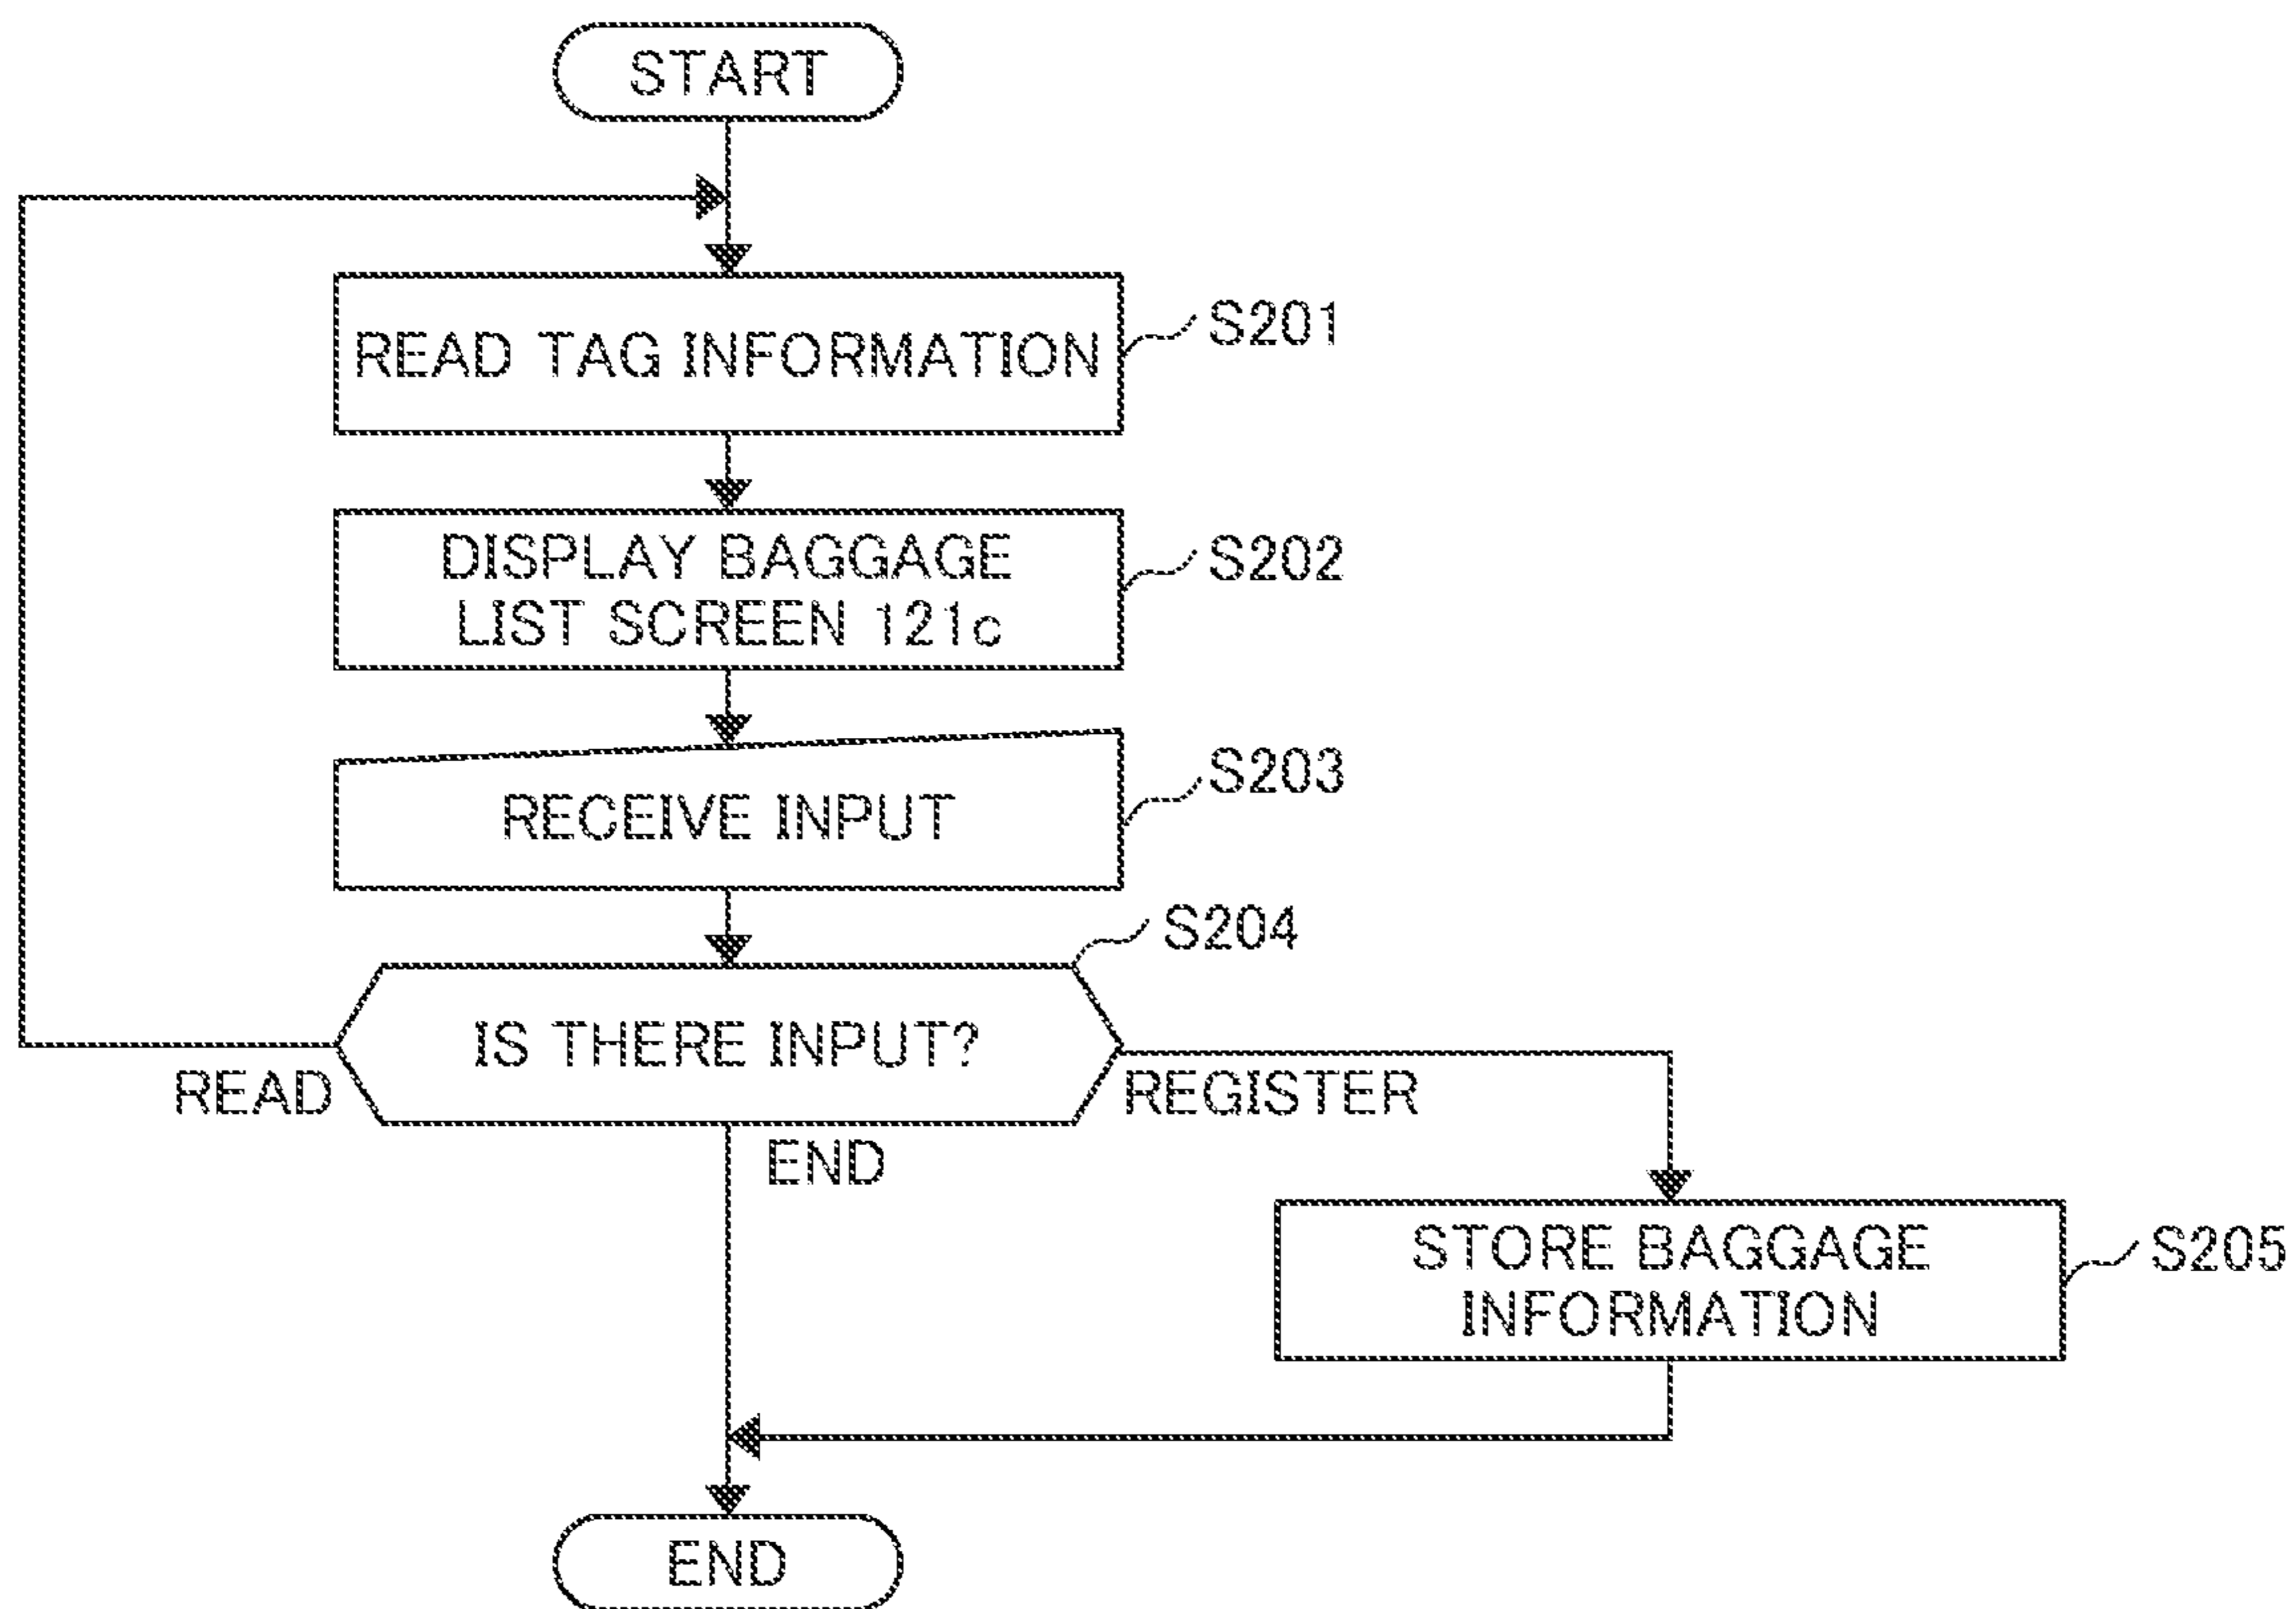 START
READ TAG INFORMATION
S201
DISPLAY BAGGAGE
LIST SCREEN 121c
S202
RECEIVE INPUT
S203
S204
IS THERE INPUT?
READ
REGISTER
END
STORE BAGGAGE
INFORMATION
S205
END